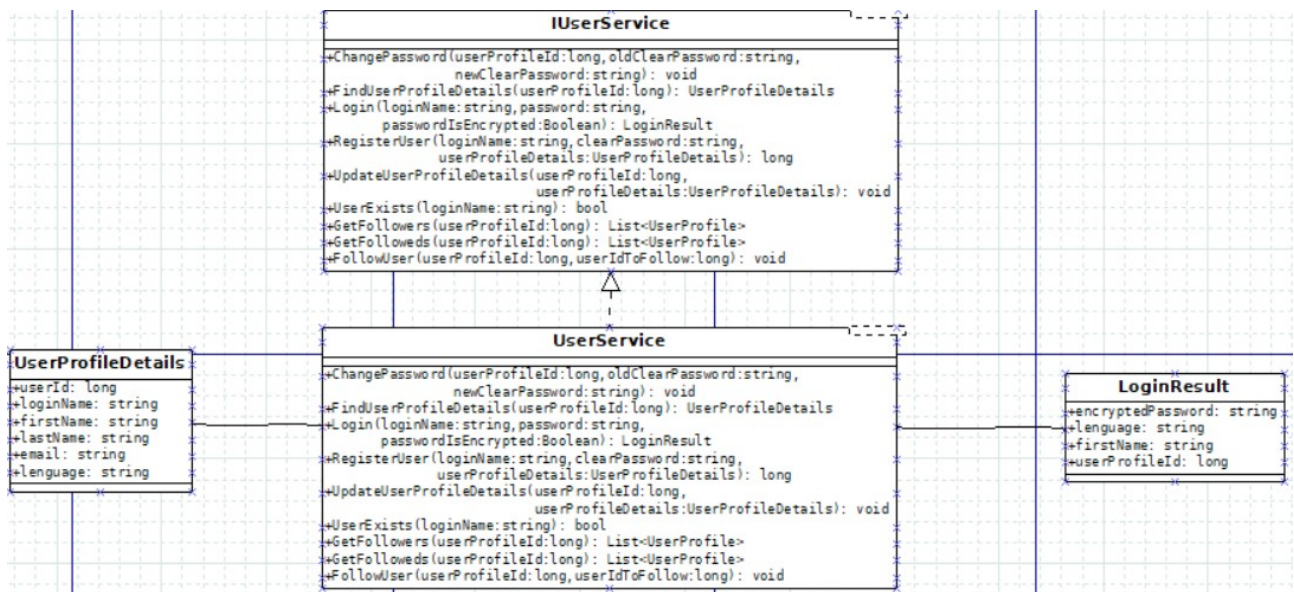 IUserService
+ChangePassword(userProfileId:long,oldClearPassword:string,
newClearPassword:string): void
+FindUserProfileDetails(userProfileId:long): UserProfileDetails
+Login(loginName:string,password:string,
passwordIsEncrypted:Boolean): LoginResult
+RegisterUser(loginName:string,clearPassword:string,
userProfileDetails:UserProfileDetails): long
+UpdateUserProfileDetails(userProfileId:long,
userProfileDetails:UserProfileDetails): void
+UserExists(loginName:string): bool
+GetFollowers(userProfileId:long): List<UserProfile>
+GetFolloweds(userProfileId:long): List<UserProfile>
+FollowUser(userProfileId:long,userIdToFollow:long): void
UserProfileDetails
+userId: long
+loginName: string
+firstName: string
+lastName: string
+email: string
+lenguage: string
UserService
+ChangePassword(userProfileId:long,oldClearPassword:string,
newClearPassword:string): void
+FindUserProfileDetails(userProfileId:long): UserProfileDetails
+Login(loginName:string,password:string,
passwordIsEncrypted:Boolean): LoginResult
+RegisterUser(loginName:string,clearPassword:string,
userProfileDetails:UserProfileDetails): long
+UpdateUserProfileDetails(userProfileId:long,
userProfileDetails:UserProfileDetails): void
+UserExists(loginName:string): bool
+GetFollowers(userProfileId:long): List<UserProfile>
+GetFolloweds(userProfileId:long): List<UserProfile>
+FollowUser(userProfileId:long,userIdToFollow:long): void
LoginResult
+encryptedPassword: string
+lenguage: string
+firstName: string
+userProfileId: long